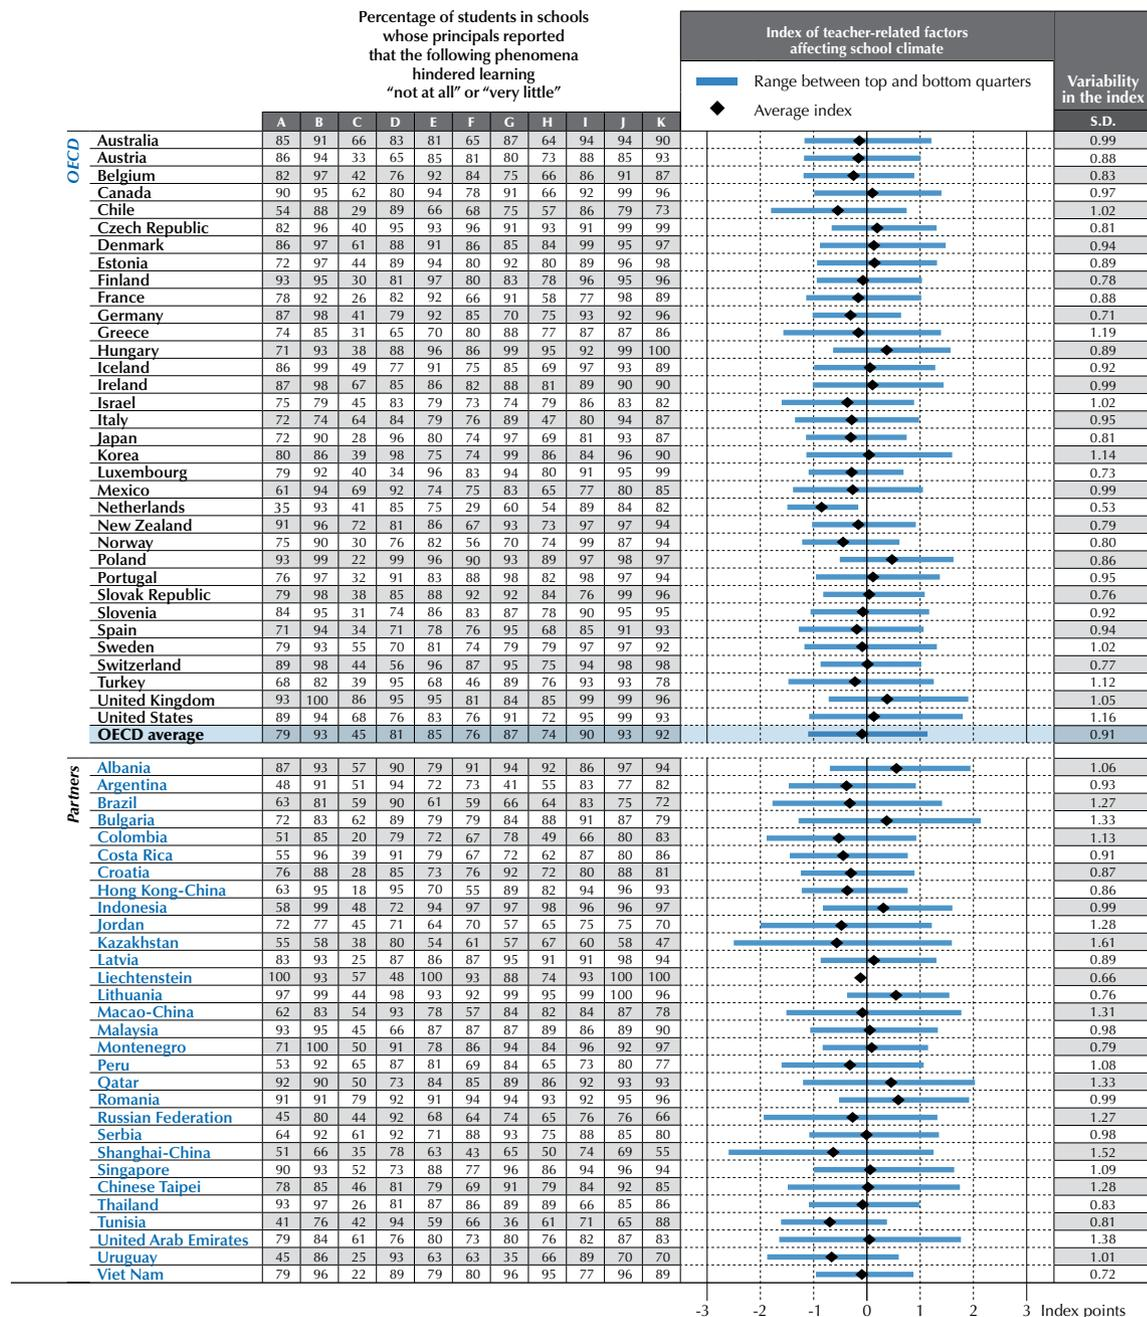 Percentage of students in schools
whose principals reported
that the following phenomena
hindered learning
“not at all” or “very little”
Index of teacher-related factors
affecting school climate
Range between top and bottom quarters
Average index
Variability
in the index
A B C D E F G H I J K S.D.
OECD
Australia 85 91 66 83 81 65 87 64 94 94 90 0.99
Austria 86 94 33 65 85 81 80 73 88 85 93 0.88
Belgium 82 97 42 76 92 84 75 66 86 91 87 0.83
Canada 90 95 62 80 94 78 91 66 92 99 96 0.97
Chile 54 88 29 89 66 68 75 57 86 79 73 1.02
Czech Republic 82 96 40 95 93 96 91 93 91 99 99 0.81
Denmark 86 97 61 88 91 86 85 84 99 95 97 0.94
Estonia 72 97 44 89 94 80 92 80 89 96 98 0.89
Finland 93 95 30 81 97 80 83 78 96 95 96 0.78
France 78 92 26 82 92 66 91 58 77 98 89 0.88
Germany 87 98 41 79 92 85 70 75 93 92 96 0.71
Greece 74 85 31 65 70 80 88 77 87 87 86 1.19
Hungary 71 93 38 88 96 86 99 95 92 99 100 0.89
Iceland 86 99 49 77 91 75 85 69 97 93 89 0.92
Ireland 87 98 67 85 86 82 88 81 89 90 90 0.99
Israel 75 79 45 83 79 73 74 79 86 83 82 1.02
Italy 72 74 64 84 79 76 89 47 80 94 87 0.95
Japan 72 90 28 96 80 74 97 69 81 93 87 0.81
Korea 80 86 39 98 75 74 99 86 84 96 90 1.14
Luxembourg 79 92 40 34 96 83 94 80 91 95 99 0.73
Mexico 61 94 69 92 74 75 83 65 77 80 85 0.99
Netherlands 35 93 41 85 75 29 60 54 89 84 82 0.53
New Zealand 91 96 72 81 86 67 93 73 97 97 94 0.79
Norway 75 90 30 76 82 56 70 74 99 87 94 0.80
Poland 93 99 22 99 96 90 93 89 97 98 97 0.86
Portugal 76 97 32 91 83 88 98 82 98 97 94 0.95
Slovak Republic 79 98 38 85 88 92 92 84 76 99 96 0.76
Slovenia 84 95 31 74 86 83 87 78 90 95 95 0.92
Spain 71 94 34 71 78 76 95 68 85 91 93 0.94
Sweden 79 93 55 70 81 74 79 79 97 97 92 1.02
Switzerland 89 98 44 56 96 87 95 75 94 98 98 0.77
Turkey 68 82 39 95 68 46 89 76 93 93 78 1.12
United Kingdom 93 100 86 95 95 81 84 85 99 99 96 1.05
United States 89 94 68 76 83 76 91 72 95 99 93 1.16
OECD average 79 93 45 81 85 76 87 74 90 93 92 0.91
Partners
Albania 87 93 57 90 79 91 94 92 86 97 94 1.06
Argentina 48 91 51 94 72 73 41 55 83 77 82 0.93
Brazil 63 81 59 90 61 59 66 64 83 75 72 1.27
Bulgaria 72 83 62 89 79 79 84 88 91 87 79 1.33
Colombia 51 85 20 79 72 67 78 49 66 80 83 1.13
Costa Rica 55 96 39 91 79 67 72 62 87 80 86 0.91
Croatia 76 88 28 85 73 76 92 72 80 88 81 0.87
Hong Kong-China 63 95 18 95 70 55 89 82 94 96 93 0.86
Indonesia 58 99 48 72 94 97 97 98 96 96 97 0.99
Jordan 72 77 45 71 64 70 57 65 75 75 70 1.28
Kazakhstan 55 58 38 80 54 61 57 67 60 58 47 1.61
Latvia 83 93 25 87 86 87 95 91 91 98 94 0.89
Liechtenstein 100 93 57 48 100 93 88 74 93 100 100 0.66
Lithuania 97 99 44 98 93 92 99 95 99 100 96 0.76
Macao-China 62 83 54 93 78 57 84 82 84 87 78 1.31
Malaysia 93 95 45 66 87 87 87 89 86 89 90 0.98
Montenegro 71 100 50 91 78 86 94 84 96 92 97 0.79
Peru 53 92 65 87 81 69 84 65 73 80 77 1.08
Qatar 92 90 50 73 84 85 89 86 92 93 93 1.33
Romania 91 91 79 92 91 94 94 93 92 95 96 0.99
Russian Federation 45 80 44 92 68 64 74 65 76 76 66 1.27
Serbia 64 92 61 92 71 88 93 75 88 85 80 0.98
Shanghai-China 51 66 35 78 63 43 65 50 74 69 55 1.52
Singapore 90 93 52 73 88 77 96 86 94 96 94 1.09
Chinese Taipei 78 85 46 81 79 69 91 79 84 92 85 1.28
Thailand 93 97 26 81 87 86 89 89 66 85 86 0.83
Tunisia 41 76 42 94 59 66 36 61 71 65 88 0.81
United Arab Emirates 79 84 61 76 80 73 80 76 82 87 83 1.38
Uruguay 45 86 25 93 63 63 35 66 89 70 70 1.01
Viet Nam 79 96 22 89 79 80 96 95 77 96 89 0.72
-3 -2 -1 0 1 2 3 Index points